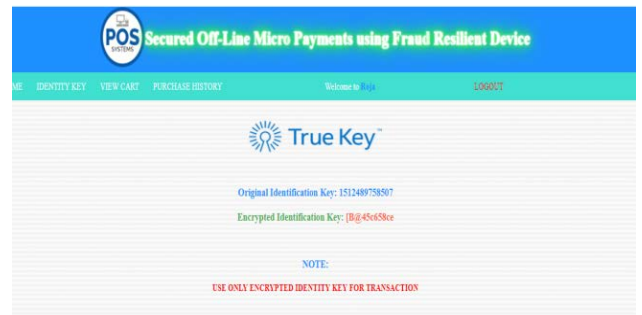 POS
SYSTEMS
Secured Off-Line Micro Payments using Fraud Resilient Device
ME IDENTITY KEY VIEW CART PURCHASE HISTORY Welcome to Roja LOGOUT
True Key™
Original Identification Key: 1512489758507
Encrypted Identification Key: [B@45c658ce
NOTE:
USE ONLY ENCRYPTED IDENTITY KEY FOR TRANSACTION